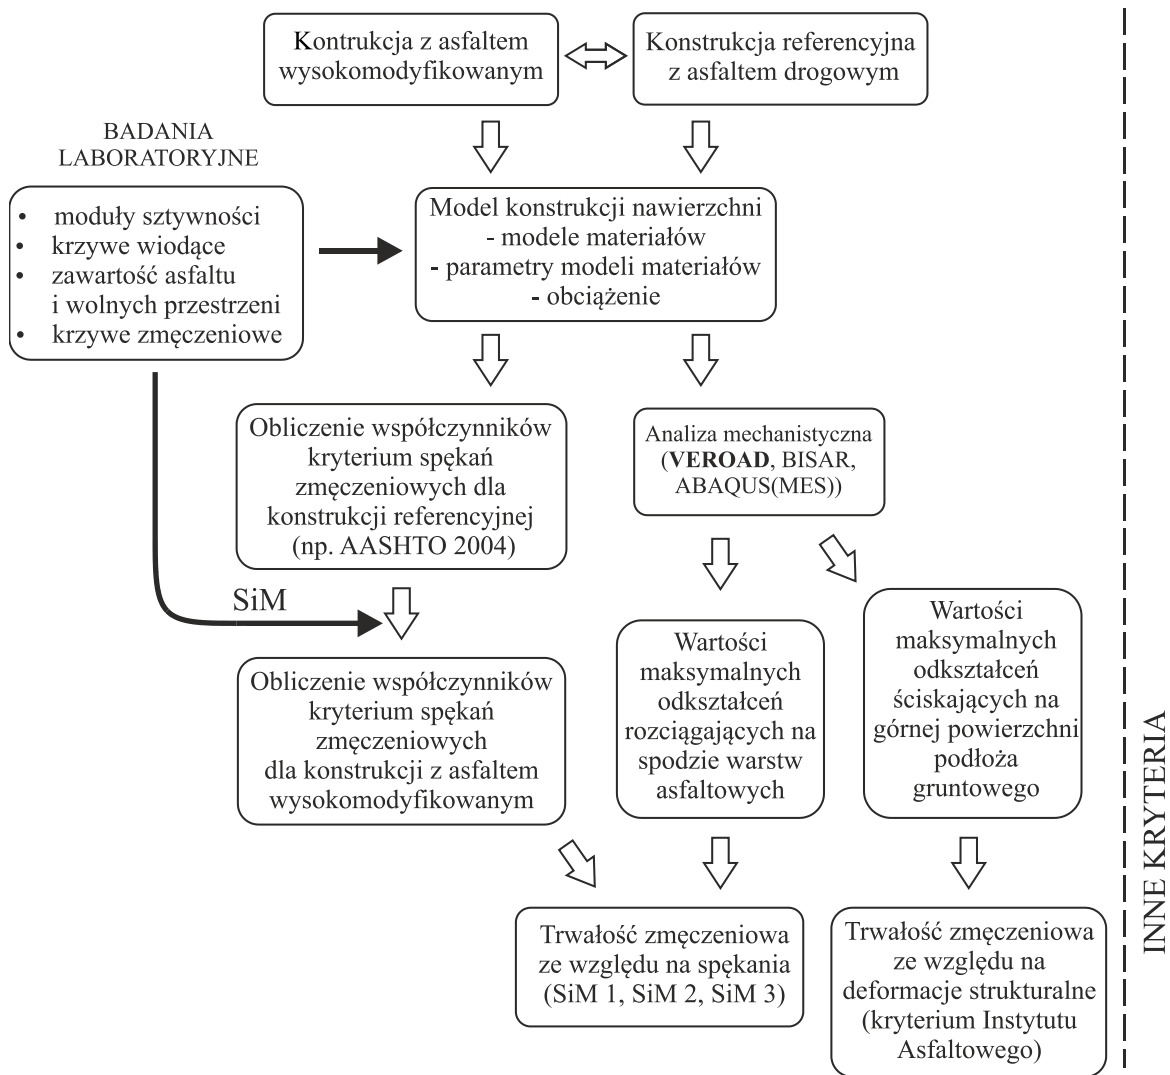 Kontrukcja z asfaltem
wysokomodyfikowanym
Konstrukcja referencyjna
z asfaltem drogowym
BADANIA
LABORATORYJNE
• moduły sztywności
• krzywe wiodące
• zawartość asfaltu
i wolnych przestrzeni
• krzywe zmęczeniowe
Model konstrukcji nawierzchni
- modele materiałów
- parametry modeli materiałów
- obciążenie
Obliczenie współczynników
kryterium spękań
zmęczeniowych dla
konstrukcji referencyjnej
(np. AASHTO 2004)
Analiza mechanistyczna
(VEROAD, BISAR,
ABAQUS(MES))
SiM
Obliczenie współczynników
kryterium spękań
zmęczeniowych
dla konstrukcji z asfaltem
wysokomodyfikowanym
Wartości
maksymalnych
odkształceń
rozciągających na
spodzie warstw
asfaltowych
Wartości
maksymalnych
odkształceń
ściskających na
górnej powierzchni
podłoża
gruntowego
Trwałość zmęczeniowa
ze względu na spękania
(SiM 1, SiM 2, SiM 3)
Trwałość zmęczeniowa
ze względu na
deformacje strukturalne
(kryterium Instytutu
Asfaltowego)
INNE KRYTERIA